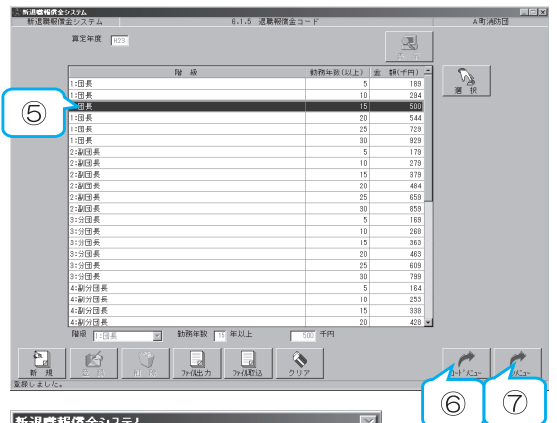 新退職報償金システム
新退職報償金システム 6.1.5 退職報償金コード A町消防団
算定年度 H23
階 級 勤務年数(以上) 金 額(千円)
1:団長 5 189
選 択
1:団長 10 294
⑤
団長 15 500
1:団長 20 544
1:団長 25 729
1:団長 30 929
2:副団長 5 179
2:副団長 10 279
2:副団長 15 379
2:副団長 20 484
2:副団長 25 659
2:副団長 30 859
3:分団長 5 169
3:分団長 10 268
3:分団長 15 363
3:分団長 20 463
3:分団長 25 609
3:分団長 30 799
4:副分団長 5 164
4:副分団長 10 253
4:副分団長 15 338
4:副分団長 20 428
階級 1:団長 勤務年数 15 年以上 500 千円
新 規 登 録 削 除 ファイル出力 ファイル取込 クリア
登録しました。
⑥ ⑦
新退職報償金システム